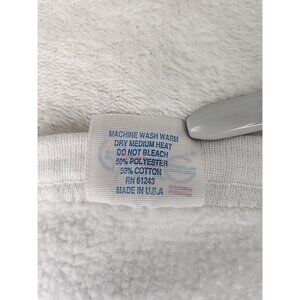 MACHINE WASH WARM
DRY MEDIUM HEAT
DO NOT BLEACH
50% POLYESTER
50% COTTON
RN 61243
MADE IN U.S.A